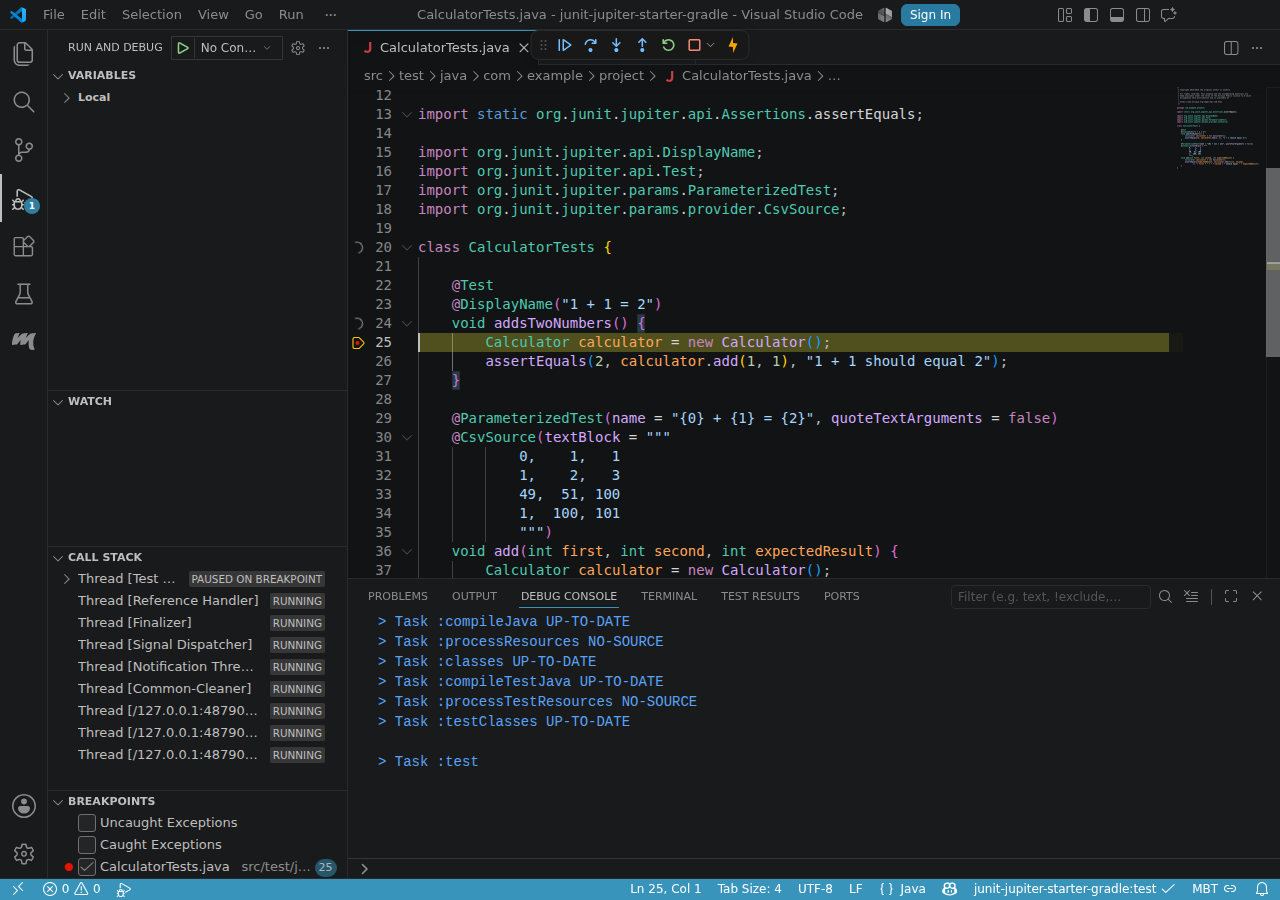 File Edit Selection View Go Run ···
CalculatorTests.java - junit-jupiter-starter-gradle - Visual Studio Code
Sign In
RUN AND DEBUG
No Con...
CalculatorTests.java
src > test > java > com > example > project > CalculatorTests.java > ...
VARIABLES
Local
1
WATCH
CALL STACK
Thread [Test ... PAUSED ON BREAKPOINT
Thread [Reference Handler] RUNNING
Thread [Finalizer] RUNNING
Thread [Signal Dispatcher] RUNNING
Thread [Notification Thre... RUNNING
Thread [Common-Cleaner] RUNNING
Thread [/127.0.0.1:48790... RUNNING
Thread [/127.0.0.1:48790... RUNNING
Thread [/127.0.0.1:48790... RUNNING
BREAKPOINTS
Uncaught Exceptions
Caught Exceptions
CalculatorTests.java src/test/j... 25
12
13 import static org.junit.jupiter.api.Assertions.assertEquals;
14
15 import org.junit.jupiter.api.DisplayName;
16 import org.junit.jupiter.api.Test;
17 import org.junit.jupiter.params.ParameterizedTest;
18 import org.junit.jupiter.params.provider.CsvSource;
19
20 class CalculatorTests {
21
22 @Test
23 @DisplayName("1 + 1 = 2")
24 void addsTwoNumbers() {
25 Calculator calculator = new Calculator();
26 assertEquals(2, calculator.add(1, 1), "1 + 1 should equal 2");
27 }
28
29 @ParameterizedTest(name = "{0} + {1} = {2}", quoteTextArguments = false)
30 @CsvSource(textBlock = """
31 0, 1, 1
32 1, 2, 3
33 49, 51, 100
34 1, 100, 101
35 """)
36 void add(int first, int second, int expectedResult) {
37 Calculator calculator = new Calculator();
PROBLEMS OUTPUT DEBUG CONSOLE TERMINAL TEST RESULTS PORTS
Filter (e.g. text, !exclude,...
> Task :compileJava UP-TO-DATE
> Task :processResources NO-SOURCE
> Task :classes UP-TO-DATE
> Task :compileTestJava UP-TO-DATE
> Task :processTestResources NO-SOURCE
> Task :testClasses UP-TO-DATE
> Task :test
0 0
Ln 25, Col 1 Tab Size: 4 UTF-8 LF { } Java junit-jupiter-starter-gradle:test MBT